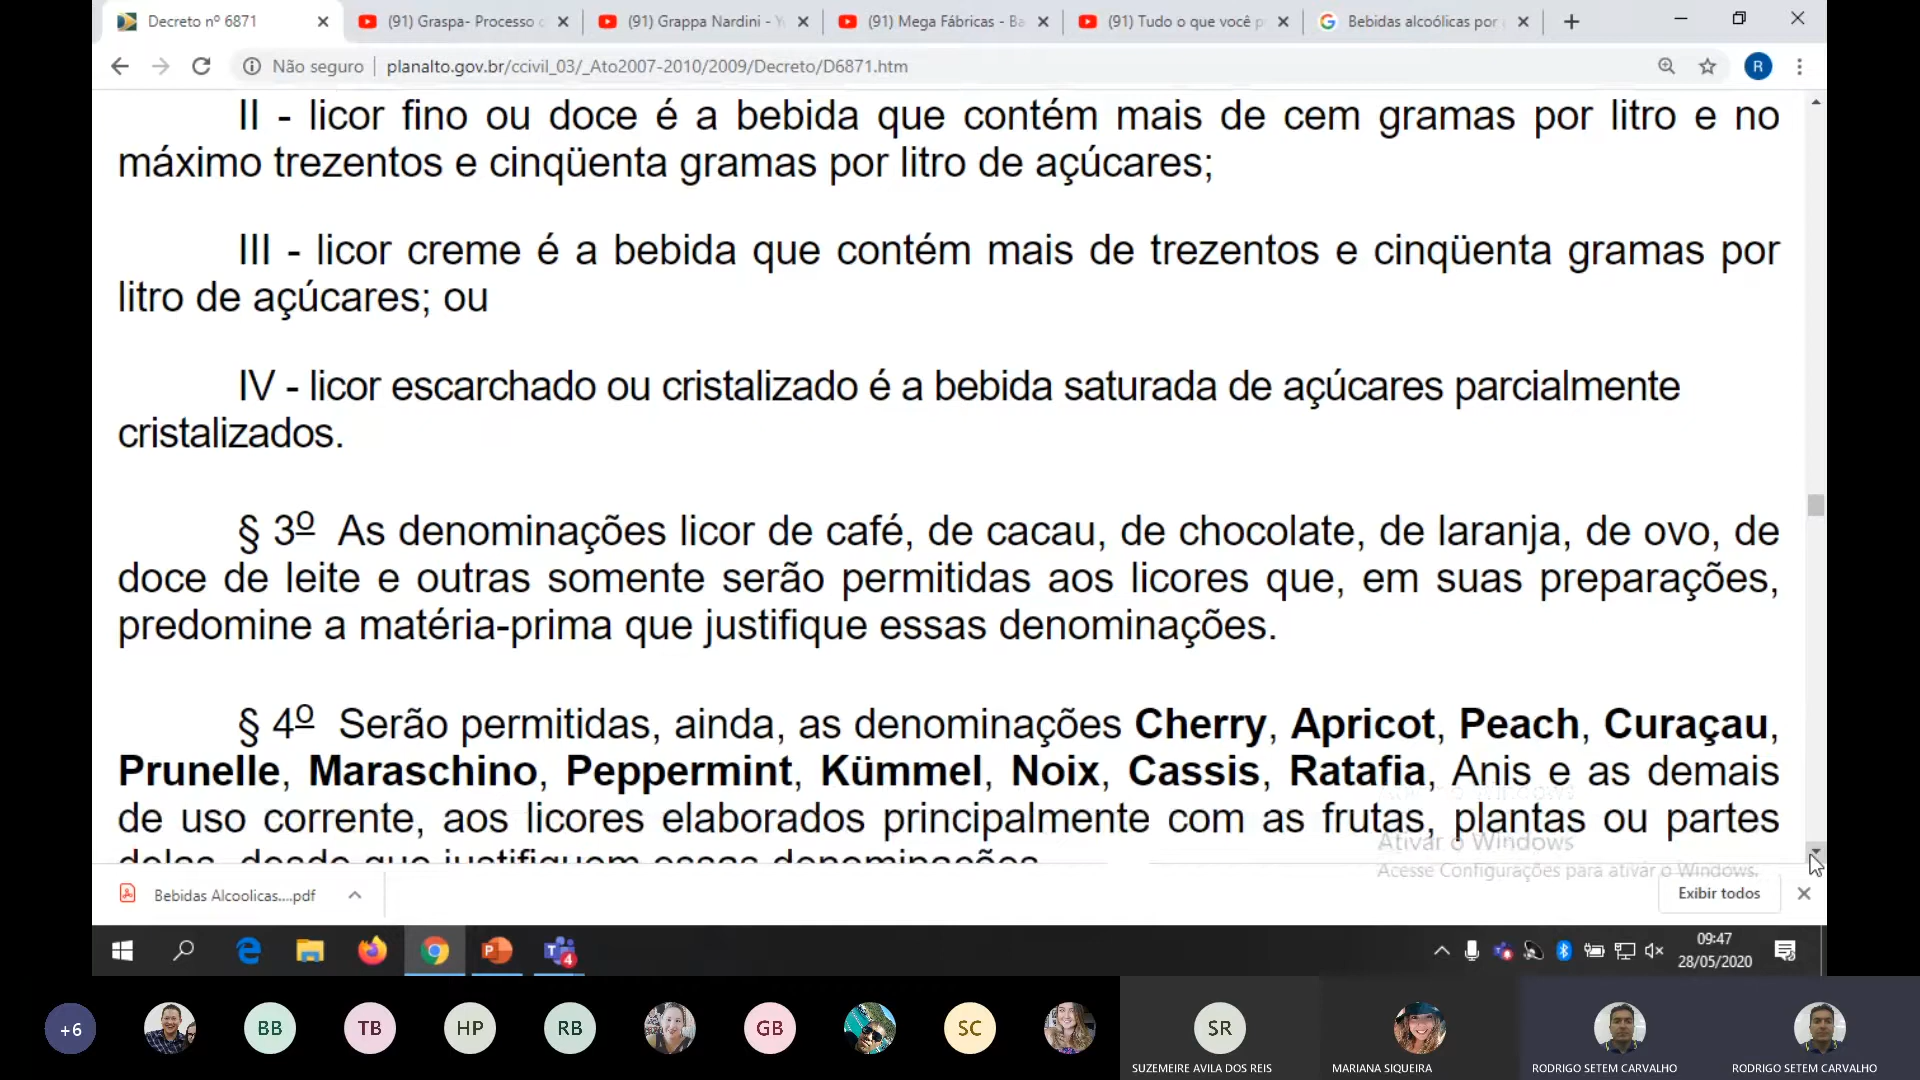 Decreto nº 6871
(91) Graspa- Processo
(91) Grappa Nardini - Y
(91) Mega Fábricas - Ba
(91) Tudo o que você p
Bebidas alcoólicas por
Não seguro
planalto.gov.br/ccivil_03/_Ato2007-2010/2009/Decreto/D6871.htm
R
II - licor fino ou doce é a bebida que contém mais de cem gramas por litro e no
máximo trezentos e cinqüenta gramas por litro de açúcares;
III - licor creme é a bebida que contém mais de trezentos e cinqüenta gramas por
litro de açúcares; ou
IV - licor escarchado ou cristalizado é a bebida saturada de açúcares parcialmente
cristalizados.
§ 3º As denominações licor de café, de cacau, de chocolate, de laranja, de ovo, de
doce de leite e outras somente serão permitidas aos licores que, em suas preparações,
predomine a matéria-prima que justifique essas denominações.
§ 4º Serão permitidas, ainda, as denominações Cherry, Apricot, Peach, Curaçau,
Prunelle, Maraschino, Peppermint, Kümmel, Noix, Cassis, Ratafia, Anis e as demais
de uso corrente, aos licores elaborados principalmente com as frutas, plantas ou partes
delas, desde que justifiquem essas denominações.
Ativar o Windows
Acesse Configurações para ativar o Windows.
Bebidas Alcoolicas....pdf
Exibir todos
P
T
4
09:47
28/05/2020
+6
BB
TB
HP
RB
GB
SC
SR
SUZEMEIRE AVILA DOS REIS
MARIANA SIQUEIRA
RODRIGO SETEM CARVALHO
RODRIGO SETEM CARVALHO